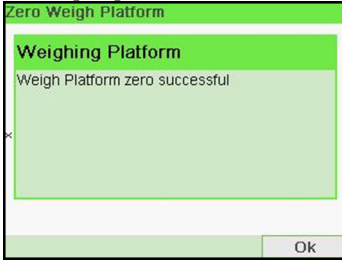 Zero Weigh Platform
Weighing Platform
Weigh Platform zero successful
×
Ok